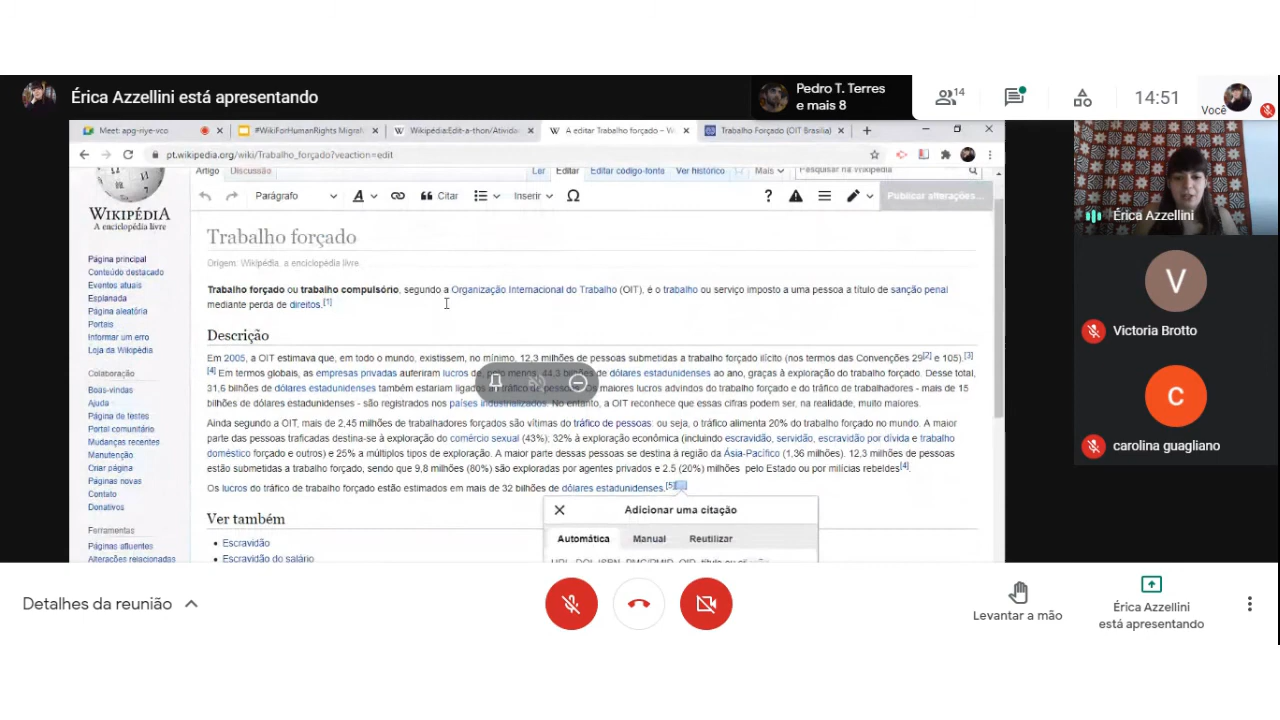 Érica Azzellini está apresentando
Pedro T. Terres
e mais 8
14
14:51
Você
Meet: apg-riye-vco
#WikiForHumanRights Migraç
Wikipédia:Edit-a-thon/Ativida
A editar Trabalho forçado – W
Trabalho Forçado (OIT Brasília)
pt.wikipedia.org/wiki/Trabalho_forçado?veaction=edit
WIKIPÉDIA
A enciclopédia livre
Artigo Discussão Ler Editar Editar código-fonte Ver histórico Mais Pesquisar na Wikipédia
Parágrafo A Citar Inserir Ω ? Publicar alterações...
Página principal
Conteúdo destacado
Eventos atuais
Esplanada
Página aleatória
Portais
Informar um erro
Loja da Wikipédia
Colaboração
Boas-vindas
Ajuda
Página de testes
Portal comunitário
Mudanças recentes
Manutenção
Criar página
Páginas novas
Contato
Donativos
Ferramentas
Páginas afluentes
Alterações relacionadas
Trabalho forçado
Origem: Wikipédia, a enciclopédia livre.
Trabalho forçado ou trabalho compulsório, segundo a Organização Internacional do Trabalho (OIT), é o trabalho ou serviço imposto a uma pessoa a título de sanção penal
mediante perda de direitos.[1]
Descrição
Em 2005, a OIT estimava que, em todo o mundo, existissem, no mínimo, 12,3 milhões de pessoas submetidas a trabalho forçado ilícito (nos termos das Convenções 29[2] e 105).[3]
[4] Em termos globais, as empresas privadas auferiram lucros de, pelo menos, 44,3 bilhões de dólares estadunidenses ao ano, graças à exploração do trabalho forçado. Desse total,
31,6 bilhões de dólares estadunidenses também estariam ligados ao tráfico de pessoas. Os maiores lucros advindos do trabalho forçado e do tráfico de trabalhadores - mais de 15
bilhões de dólares estadunidenses - são registrados nos países industrializados. No entanto, a OIT reconhece que essas cifras podem ser, na realidade, muito maiores.
Ainda segundo a OIT, mais de 2,45 milhões de trabalhadores forçados são vítimas do tráfico de pessoas: ou seja, o tráfico alimenta 20% do trabalho forçado no mundo. A maior
parte das pessoas traficadas destina-se à exploração do comércio sexual (43%); 32% à exploração econômica (incluindo escravidão, servidão, escravidão por dívida e trabalho
doméstico forçado e outros) e 25% a múltiplos tipos de exploração. A maior parte dessas pessoas se destina à região da Ásia-Pacífico (1,36 milhões). 12,3 milhões de pessoas
estão submetidas a trabalho forçado, sendo que 9,8 milhões (80%) são exploradas por agentes privados e 2.5 (20%) milhões pelo Estado ou por milícias rebeldes[4].
Os lucros do tráfico de trabalho forçado estão estimados em mais de 32 bilhões de dólares estadunidenses.[5]
Ver também
Escravidão
Escravidão do salário
Adicionar uma citação
Automática Manual Reutilizar
Érica Azzellini
V
Victoria Brotto
C
carolina guagliano
Detalhes da reunião
Levantar a mão
Érica Azzellini
está apresentando